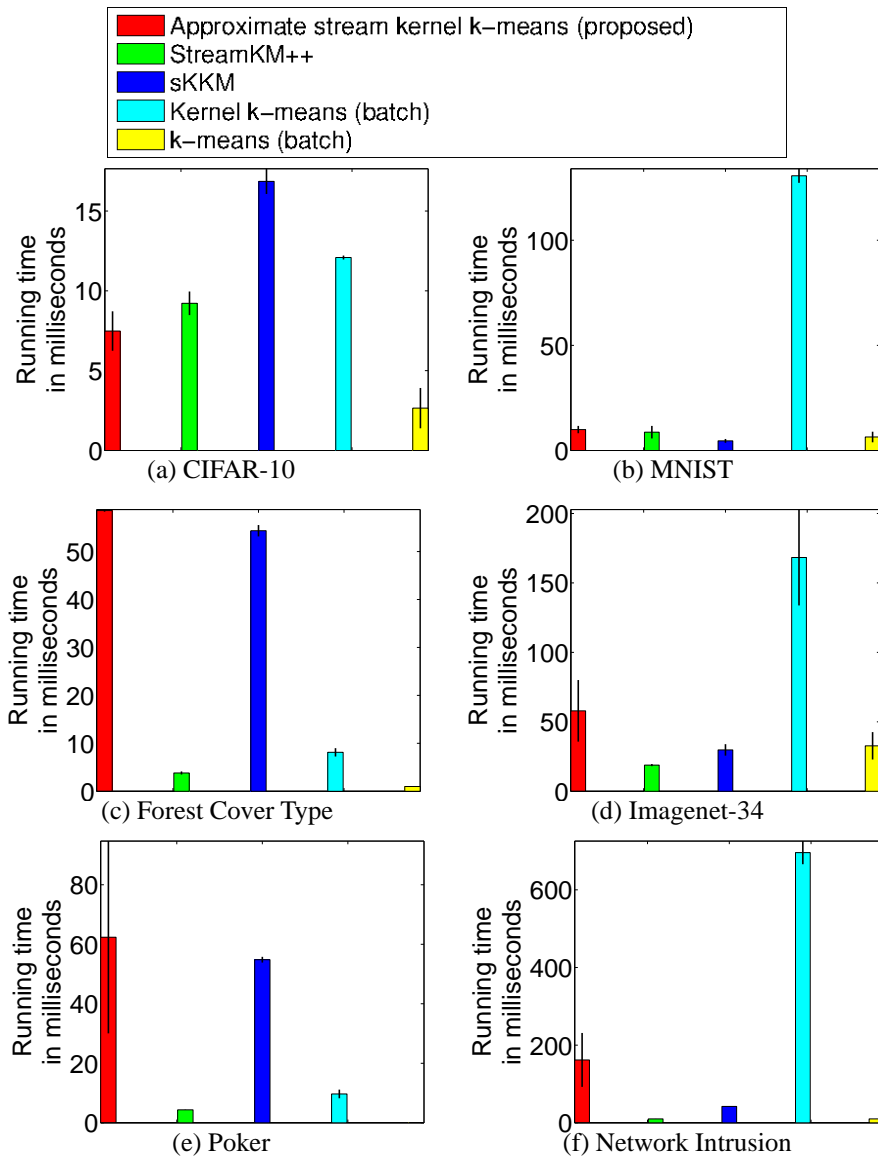 Approximate stream kernel k−means (proposed)
StreamKM++
sKKM
Kernel k−means (batch)
k−means (batch)
Running time
in milliseconds
15
10
5
0
(a) CIFAR-10
Running time
in milliseconds
100
50
0
(b) MNIST
Running time
in milliseconds
50
40
30
20
10
0
(c) Forest Cover Type
Running time
in milliseconds
200
150
100
50
0
(d) Imagenet-34
Running time
in milliseconds
80
60
40
20
0
(e) Poker
Running time
in milliseconds
600
400
200
0
(f) Network Intrusion